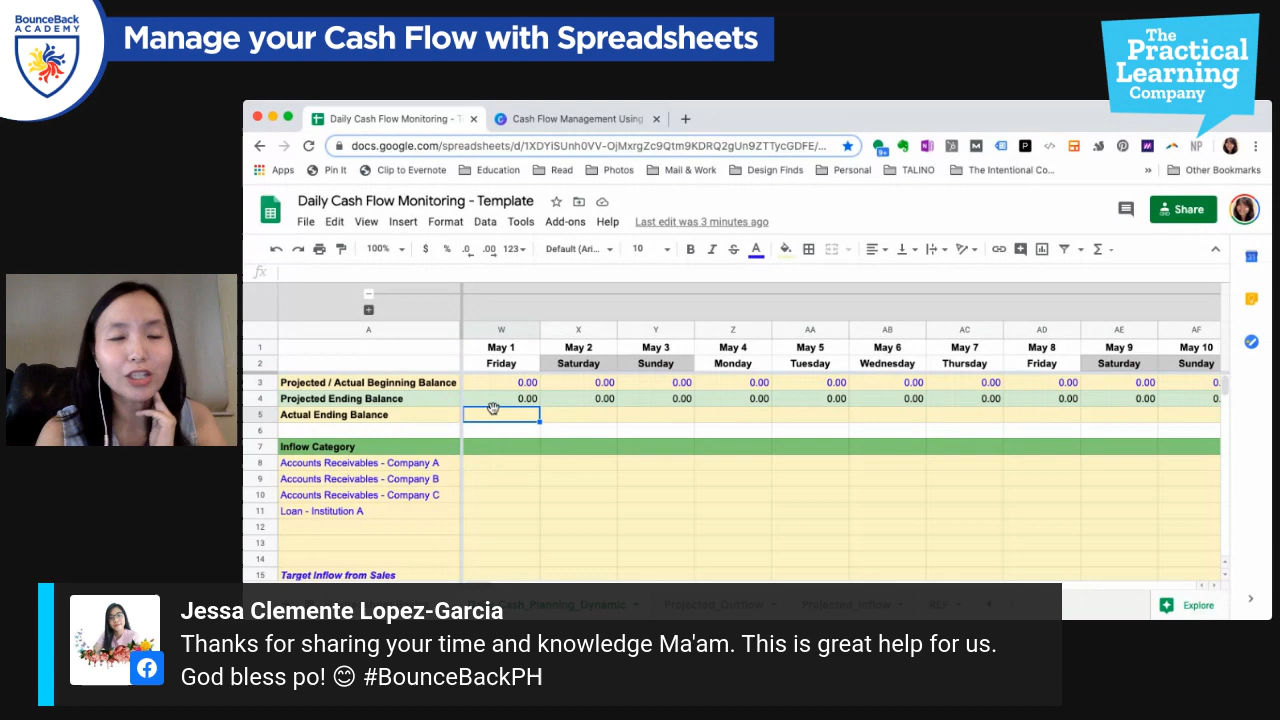 BounceBack
ACADEMY
Manage your Cash Flow with Spreadsheets
The
Practical
Learning
Company
Daily Cash Flow Monitoring - T
Cash Flow Management Using
docs.google.com/spreadsheets/d/1XDYiSUnh0VV-OjMxrgZc9Qtm9KDRQ2gUn9ZTTycGDFE/...
NP
Apps Pin It Clip to Evernote Education Read Photos Mail & Work Design Finds Personal TALINO The Intentional Co... » Other Bookmarks
Daily Cash Flow Monitoring - Template
Share
File Edit View Insert Format Data Tools Add-ons Help Last edit was 3 minutes ago
100% $ % .0 .00 123 Default (Ari... 10 B I S A
fx
A W X Y Z AA AB AC AD AE AF
1 May 1 May 2 May 3 May 4 May 5 May 6 May 7 May 8 May 9 May 10
2 Friday Saturday Sunday Monday Tuesday Wednesday Thursday Friday Saturday Sunday
3 Projected / Actual Beginning Balance 0.00 0.00 0.00 0.00 0.00 0.00 0.00 0.00 0.00 0.
4 Projected Ending Balance 0.00 0.00 0.00 0.00 0.00 0.00 0.00 0.00 0.00 0.
5 Actual Ending Balance
6
7 Inflow Category
8 Accounts Receivables - Company A
9 Accounts Receivables - Company B
10 Accounts Receivables - Company C
11 Loan - Institution A
12
13
14
15 Target Inflow from Sales
Cash_Planning_Dynamic Projected_Outflow Projected_Inflow REF Explore
Jessa Clemente Lopez-Garcia
Thanks for sharing your time and knowledge Ma'am. This is great help for us.
God bless po! 😊 #BounceBackPH